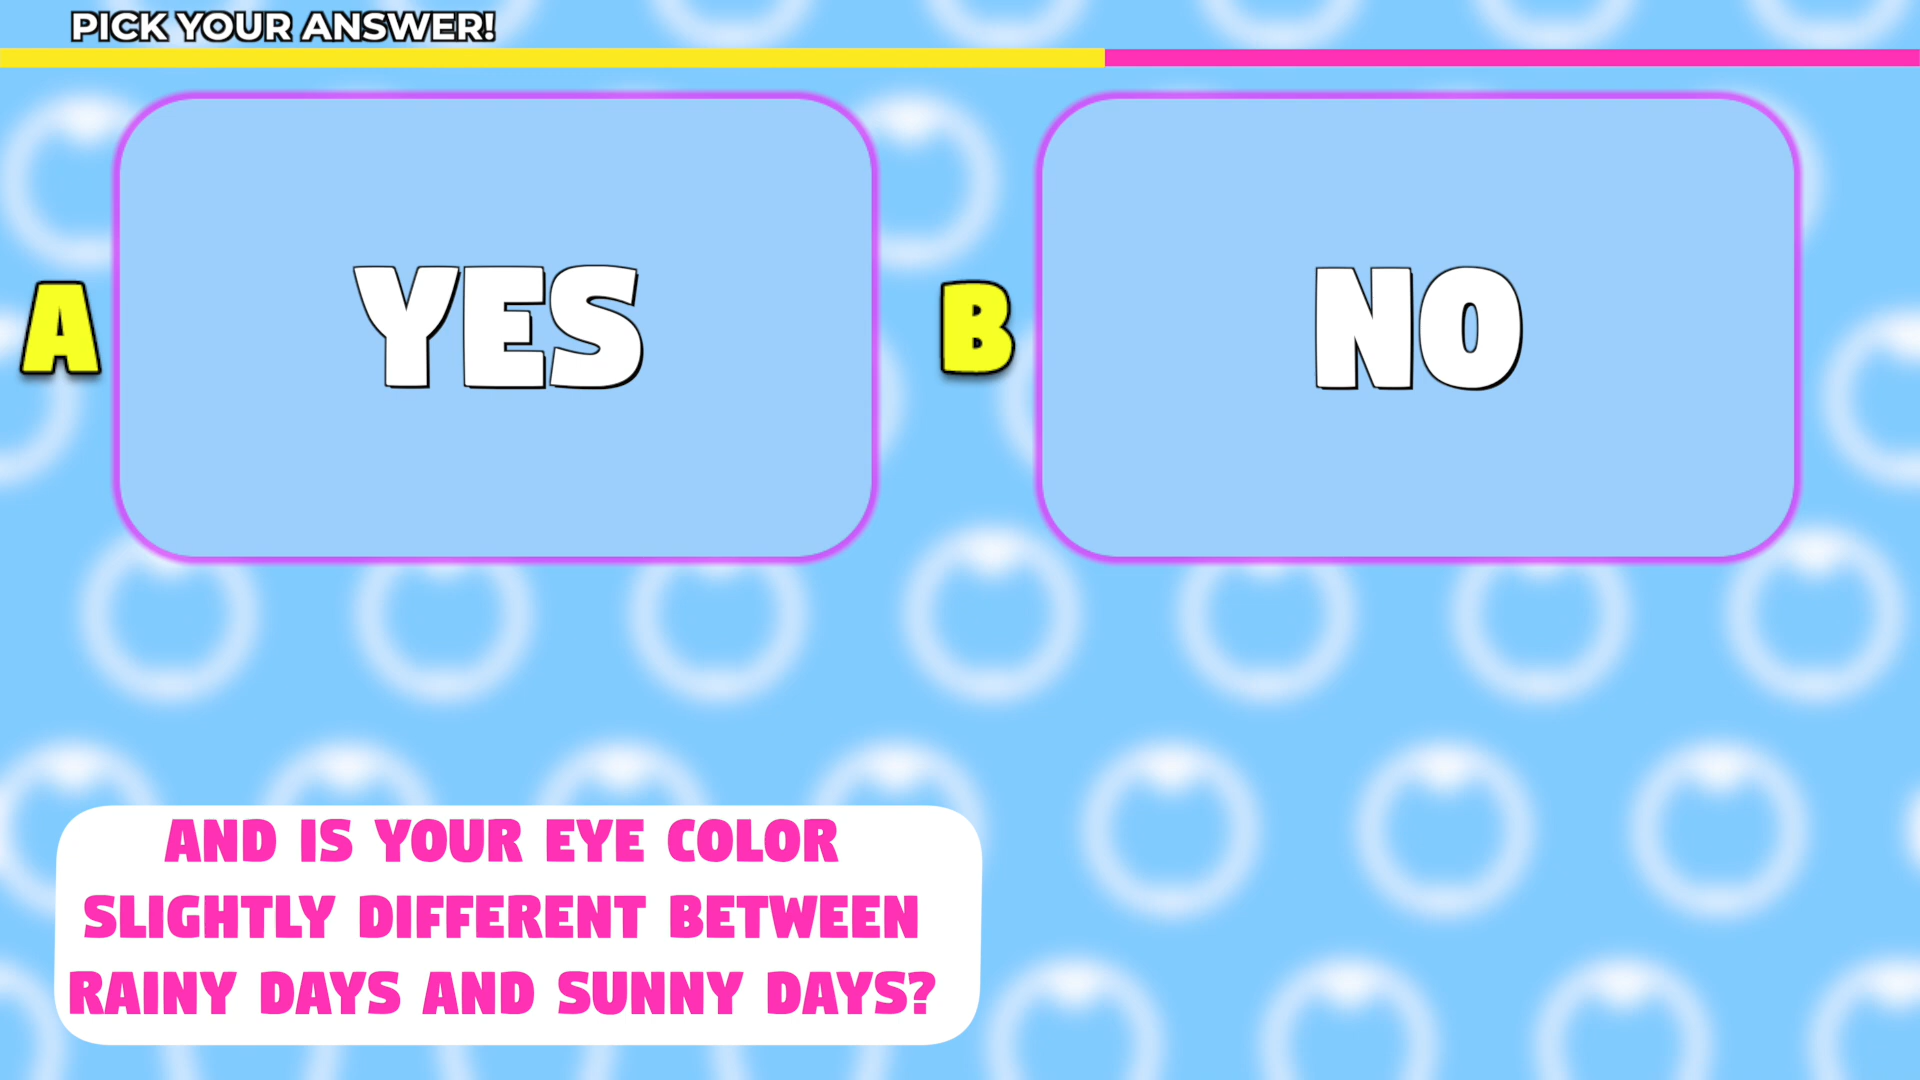 PICK YOUR ANSWER!
A
YES
B
NO
AND IS YOUR EYE COLOR
SLIGHTLY DIFFERENT BETWEEN
RAINY DAYS AND SUNNY DAYS?